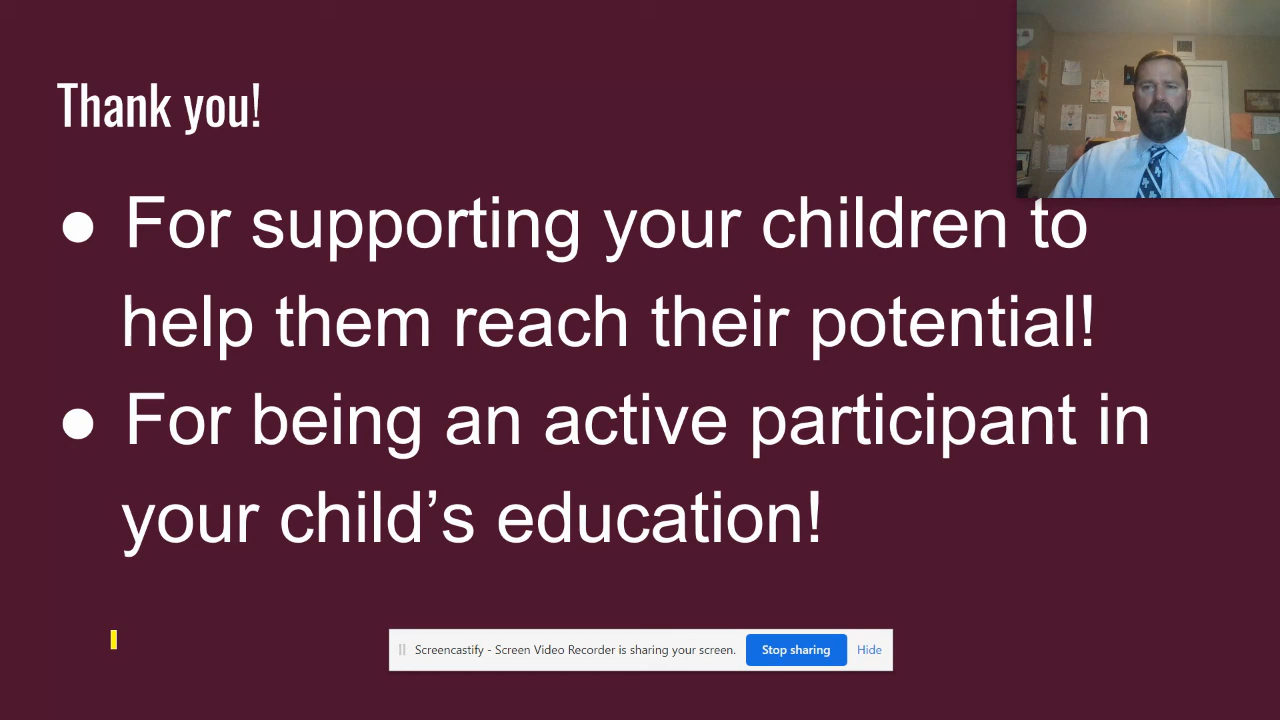 Thank you!
● For supporting your children to
help them reach their potential!
● For being an active participant in
your child’s education!
Screencastify - Screen Video Recorder is sharing your screen. Stop sharing Hide